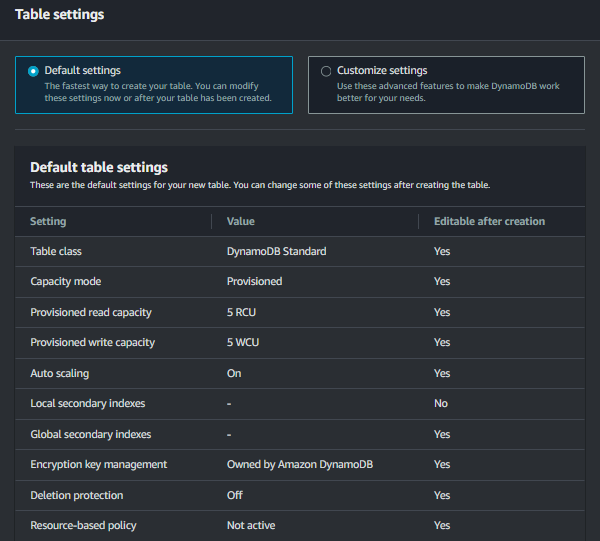 Table settings
Default settings
The fastest way to create your table. You can modify
these settings now or after your table has been created.
Customize settings
Use these advanced features to make DynamoDB work
better for your needs.
Default table settings
These are the default settings for your new table. You can change some of these settings after creating the table.
Setting Value Editable after creation
Table class DynamoDB Standard Yes
Capacity mode Provisioned Yes
Provisioned read capacity 5 RCU Yes
Provisioned write capacity 5 WCU Yes
Auto scaling On Yes
Local secondary indexes - No
Global secondary indexes - Yes
Encryption key management Owned by Amazon DynamoDB Yes
Deletion protection Off Yes
Resource-based policy Not active Yes